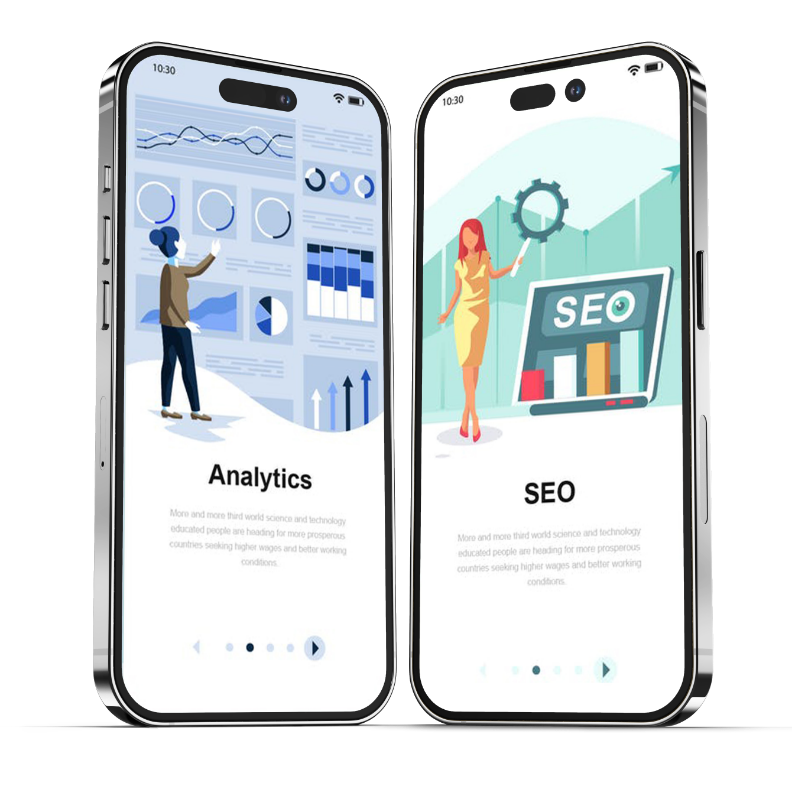 10:30
Analytics
More and more third world science and technology
educated people are heading for more prosperous
countries seeking higher wages and better working
conditions.
10:30
SEO
SEO
More and more third world science and technology
educated people are heading for more prosperous
countries seeking higher wages and better working
conditions.